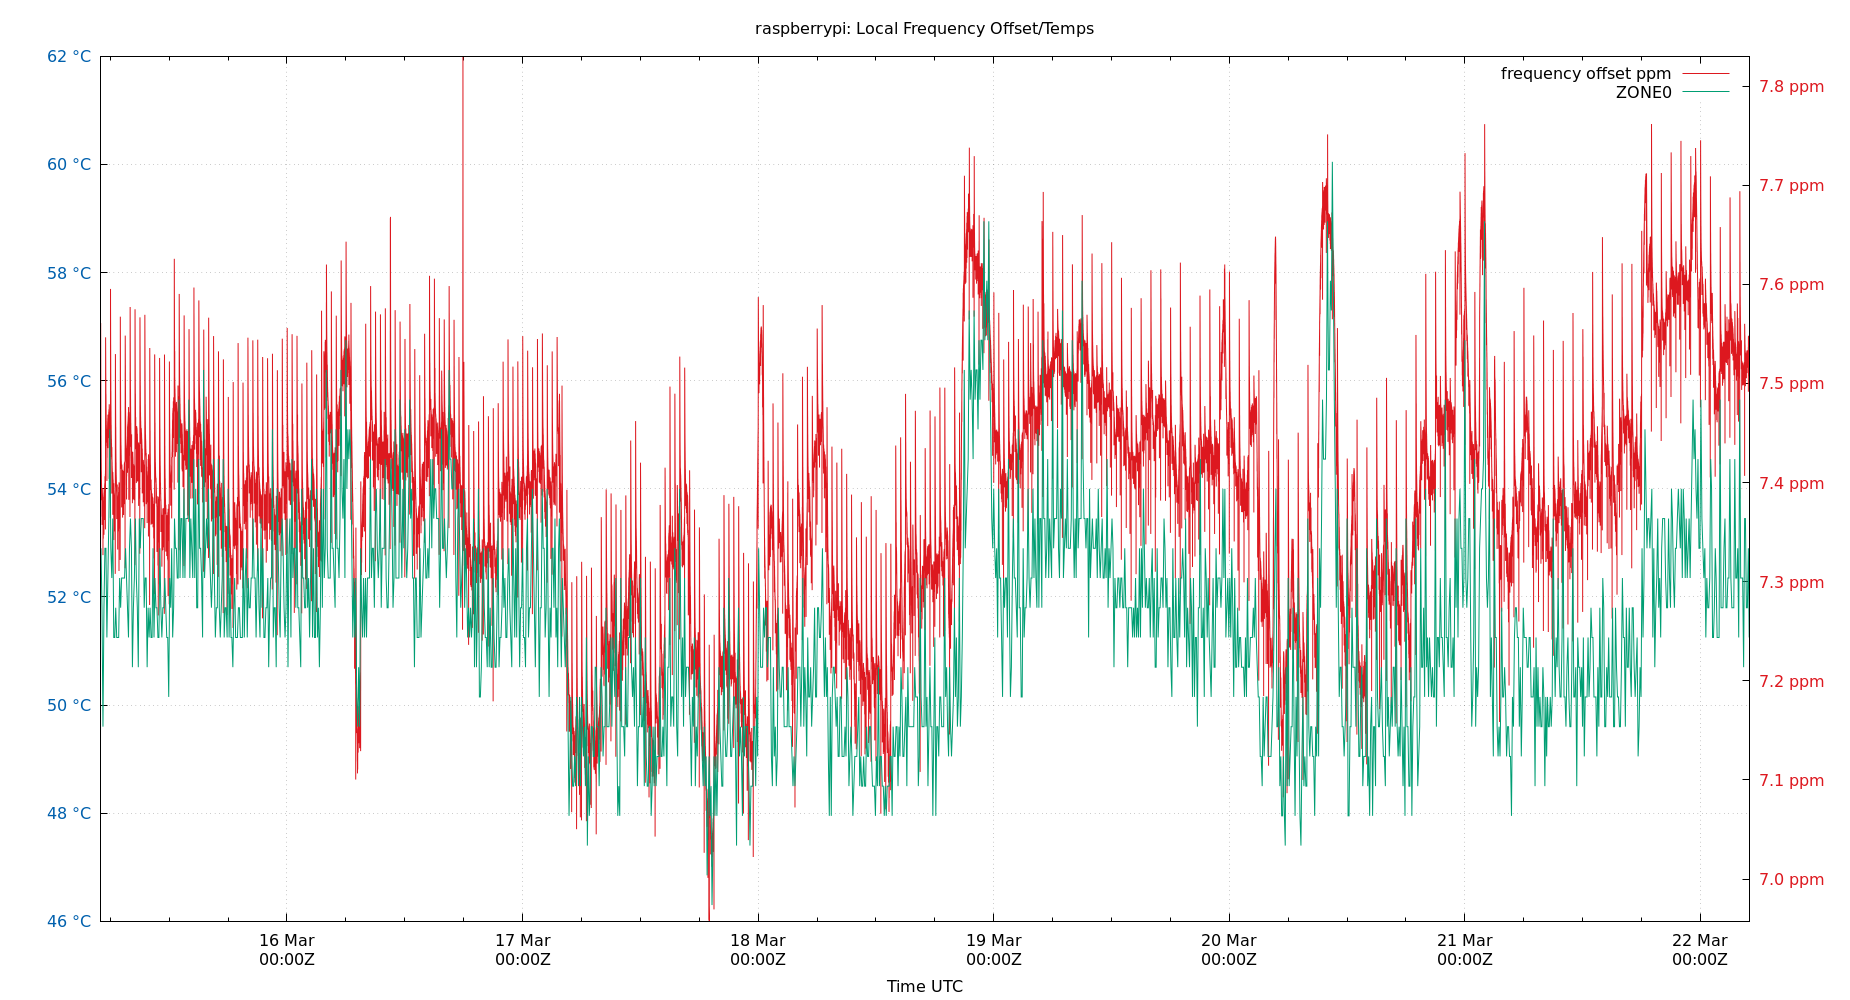 raspberrypi: Local Frequency Offset/Temps
frequency offset ppm
ZONE0
62 °C
60 °C
58 °C
56 °C
54 °C
52 °C
50 °C
48 °C
46 °C
7.8 ppm
7.7 ppm
7.6 ppm
7.5 ppm
7.4 ppm
7.3 ppm
7.2 ppm
7.1 ppm
7.0 ppm
16 Mar 17 Mar 18 Mar 19 Mar 20 Mar 21 Mar 22 Mar
00:00Z 00:00Z 00:00Z 00:00Z 00:00Z 00:00Z 00:00Z
Time UTC